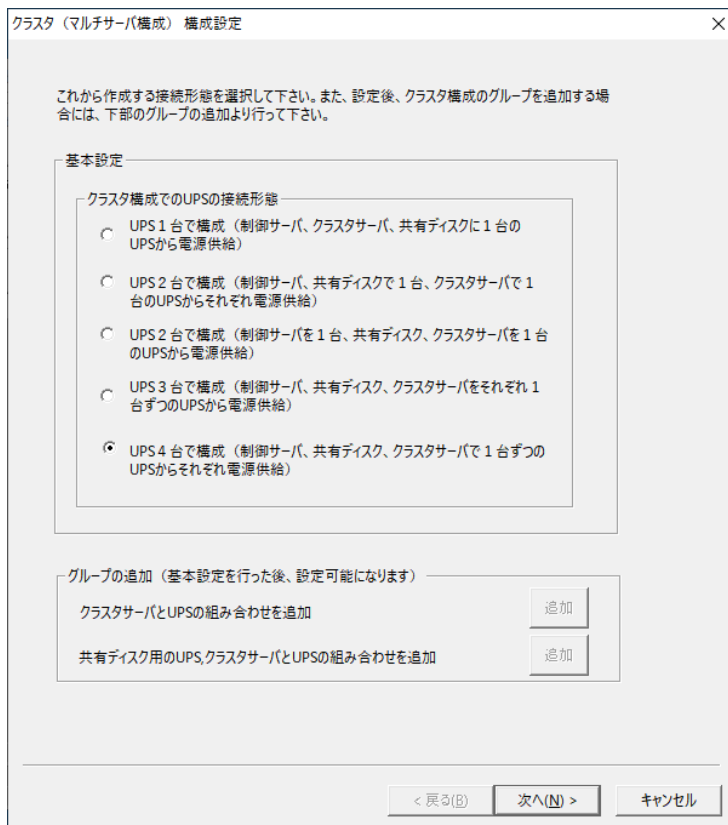 クラスタ（マルチサーバ構成） 構成設定
これから作成する接続形態を選択して下さい。また、設定後、クラスタ構成のグループを追加する場
合には、下部のグループの追加より行って下さい。
基本設定
クラスタ構成でのUPSの接続形態
UPS１台で構成（制御サーバ、クラスタサーバ、共有ディスクに１台の
UPSから電源供給）
UPS２台で構成（制御サーバ、共有ディスクで１台、クラスタサーバで１
台のUPSからそれぞれ電源供給）
UPS２台で構成（制御サーバを１台、共有ディスク、クラスタサーバを１台
のUPSから電源供給）
UPS３台で構成（制御サーバ、共有ディスク、クラスタサーバをそれぞれ１
台ずつのUPSから電源供給）
UPS４台で構成（制御サーバ、共有ディスク、クラスタサーバで１台ずつの
UPSからそれぞれ電源供給）
グループの追加（基本設定を行った後、設定可能になります）
クラスタサーバとUPSの組み合わせを追加
追加
共有ディスク用のUPS,クラスタサーバとUPSの組み合わせを追加
追加
< 戻る(B)
次へ(N) >
キャンセル